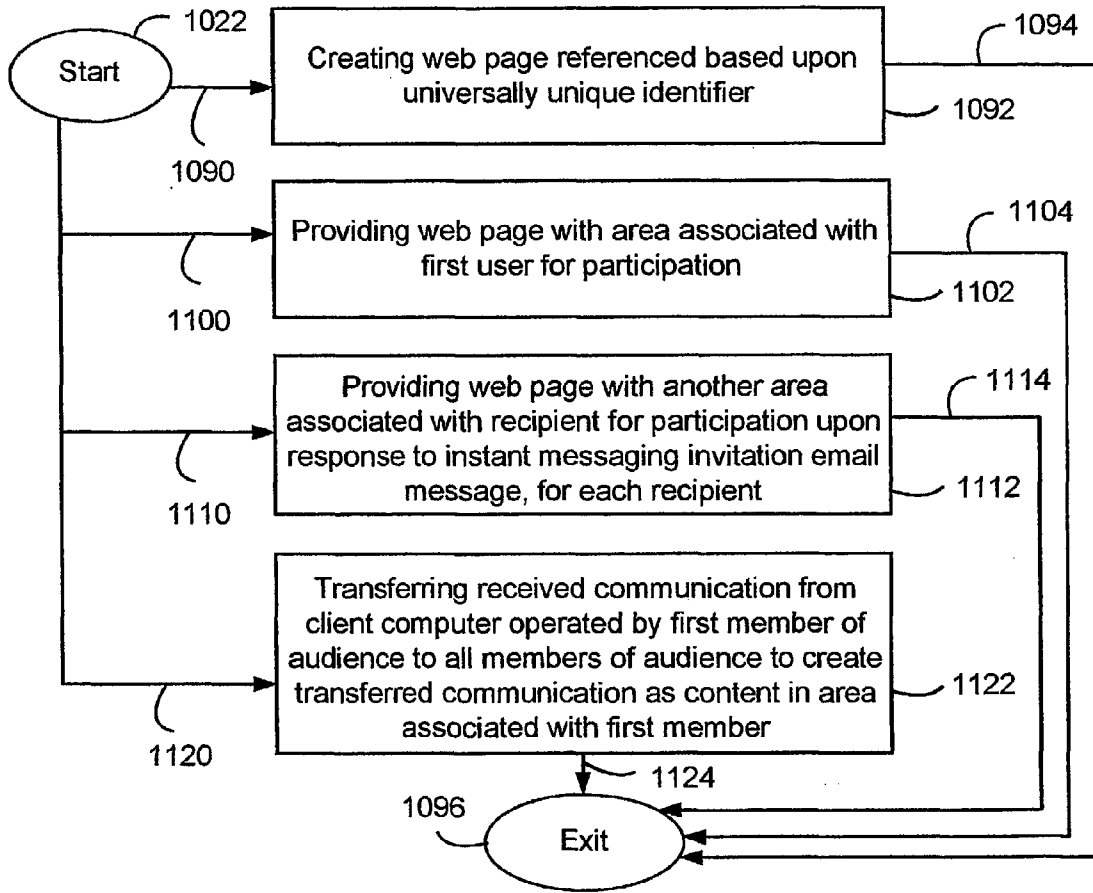 1022
Start
1090
Creating web page referenced based upon
universally unique identifier
1094
1092
1100
Providing web page with area associated with
first user for participation
1104
1102
1110
Providing web page with another area
associated with recipient for participation upon
response to instant messaging invitation email
message, for each recipient
1114
1112
1120
Transferring received communication from
client computer operated by first member of
audience to all members of audience to create
transferred communication as content in area
associated with first member
1122
1124
1096
Exit